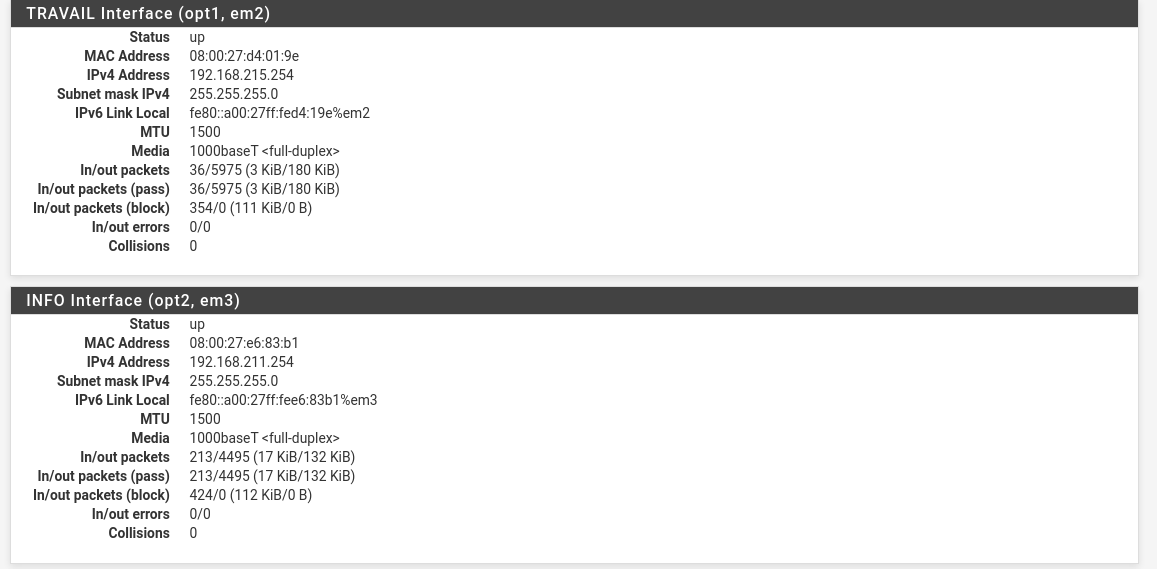 TRAVAIL Interface (opt1, em2)
Status up
MAC Address 08:00:27:d4:01:9e
IPv4 Address 192.168.215.254
Subnet mask IPv4 255.255.255.0
IPv6 Link Local fe80::a00:27ff:fed4:19e%em2
MTU 1500
Media 1000baseT <full-duplex>
In/out packets 36/5975 (3 KiB/180 KiB)
In/out packets (pass) 36/5975 (3 KiB/180 KiB)
In/out packets (block) 354/0 (111 KiB/0 B)
In/out errors 0/0
Collisions 0
INFO Interface (opt2, em3)
Status up
MAC Address 08:00:27:e6:83:b1
IPv4 Address 192.168.211.254
Subnet mask IPv4 255.255.255.0
IPv6 Link Local fe80::a00:27ff:fee6:83b1%em3
MTU 1500
Media 1000baseT <full-duplex>
In/out packets 213/4495 (17 KiB/132 KiB)
In/out packets (pass) 213/4495 (17 KiB/132 KiB)
In/out packets (block) 424/0 (112 KiB/0 B)
In/out errors 0/0
Collisions 0